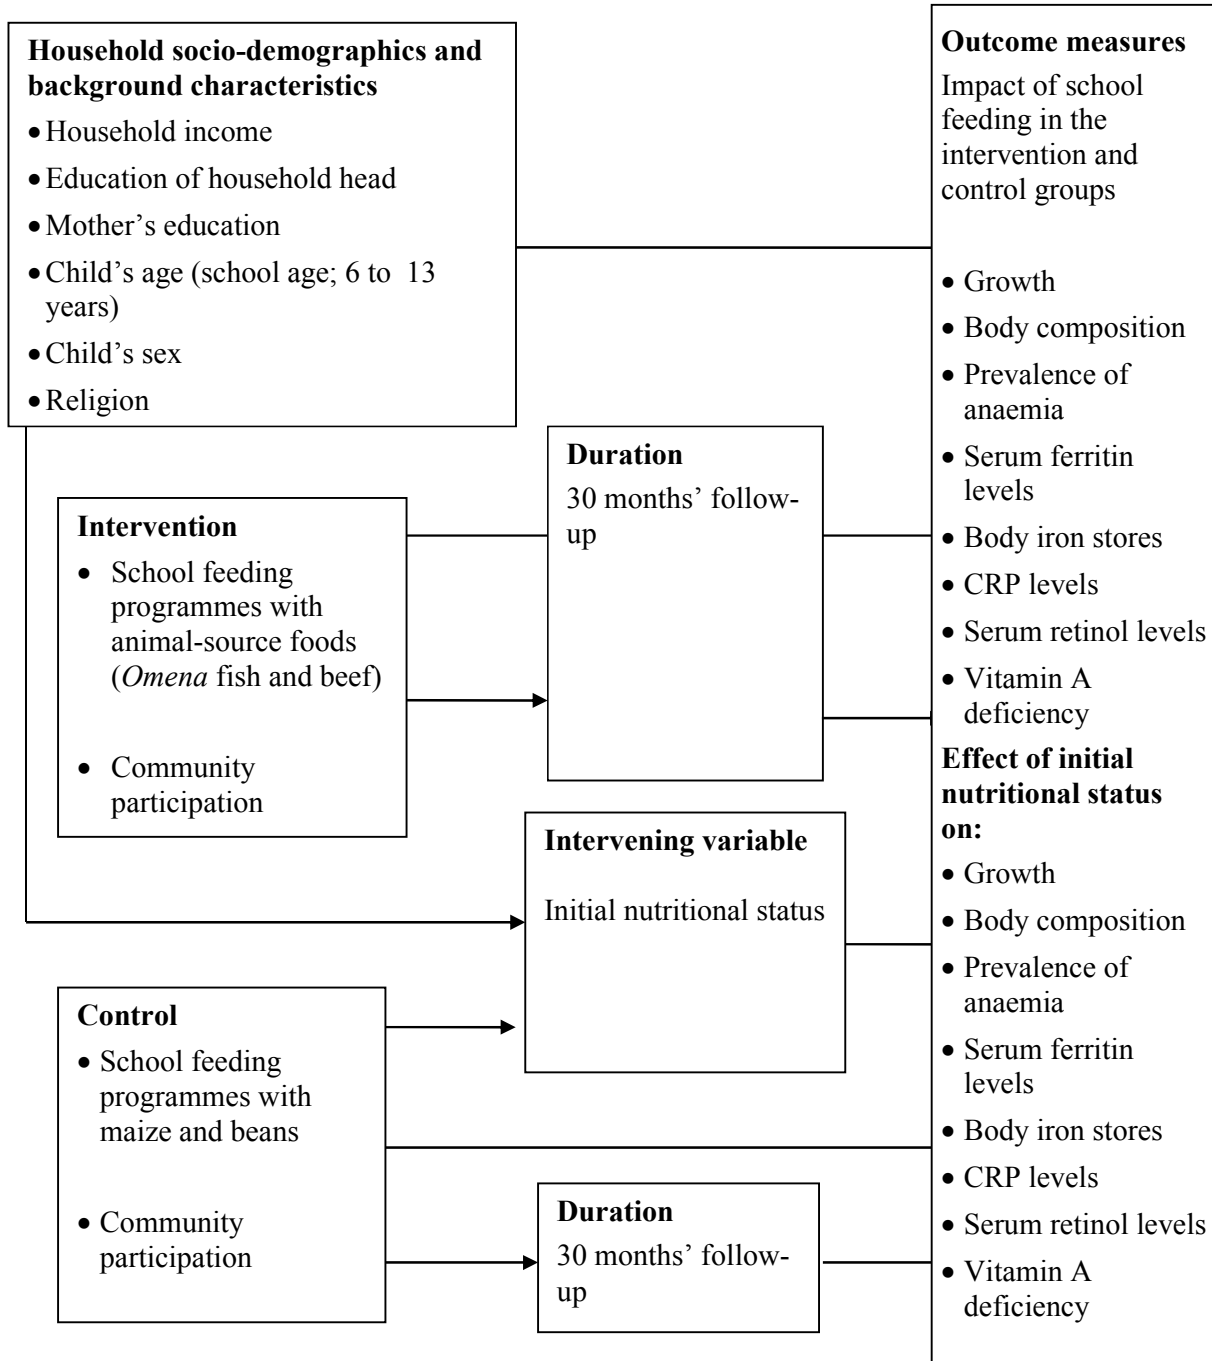 Household socio-demographics and
background characteristics
• Household income
• Education of household head
• Mother’s education
• Child’s age (school age; 6 to 13
years)
• Child’s sex
• Religion
Intervention
• School feeding
programmes with
animal-source foods
(Omena fish and beef)
• Community
participation
Duration
30 months’ follow-
up
Intervening variable
Initial nutritional status
Control
• School feeding
programmes with
maize and beans
• Community
participation
Duration
30 months’ follow-
up
Outcome measures
Impact of school
feeding in the
intervention and
control groups
• Growth
• Body composition
• Prevalence of
anaemia
• Serum ferritin
levels
• Body iron stores
• CRP levels
• Serum retinol levels
• Vitamin A
deficiency
Effect of initial
nutritional status
on:
• Growth
• Body composition
• Prevalence of
anaemia
• Serum ferritin
levels
• Body iron stores
• CRP levels
• Serum retinol levels
• Vitamin A
deficiency